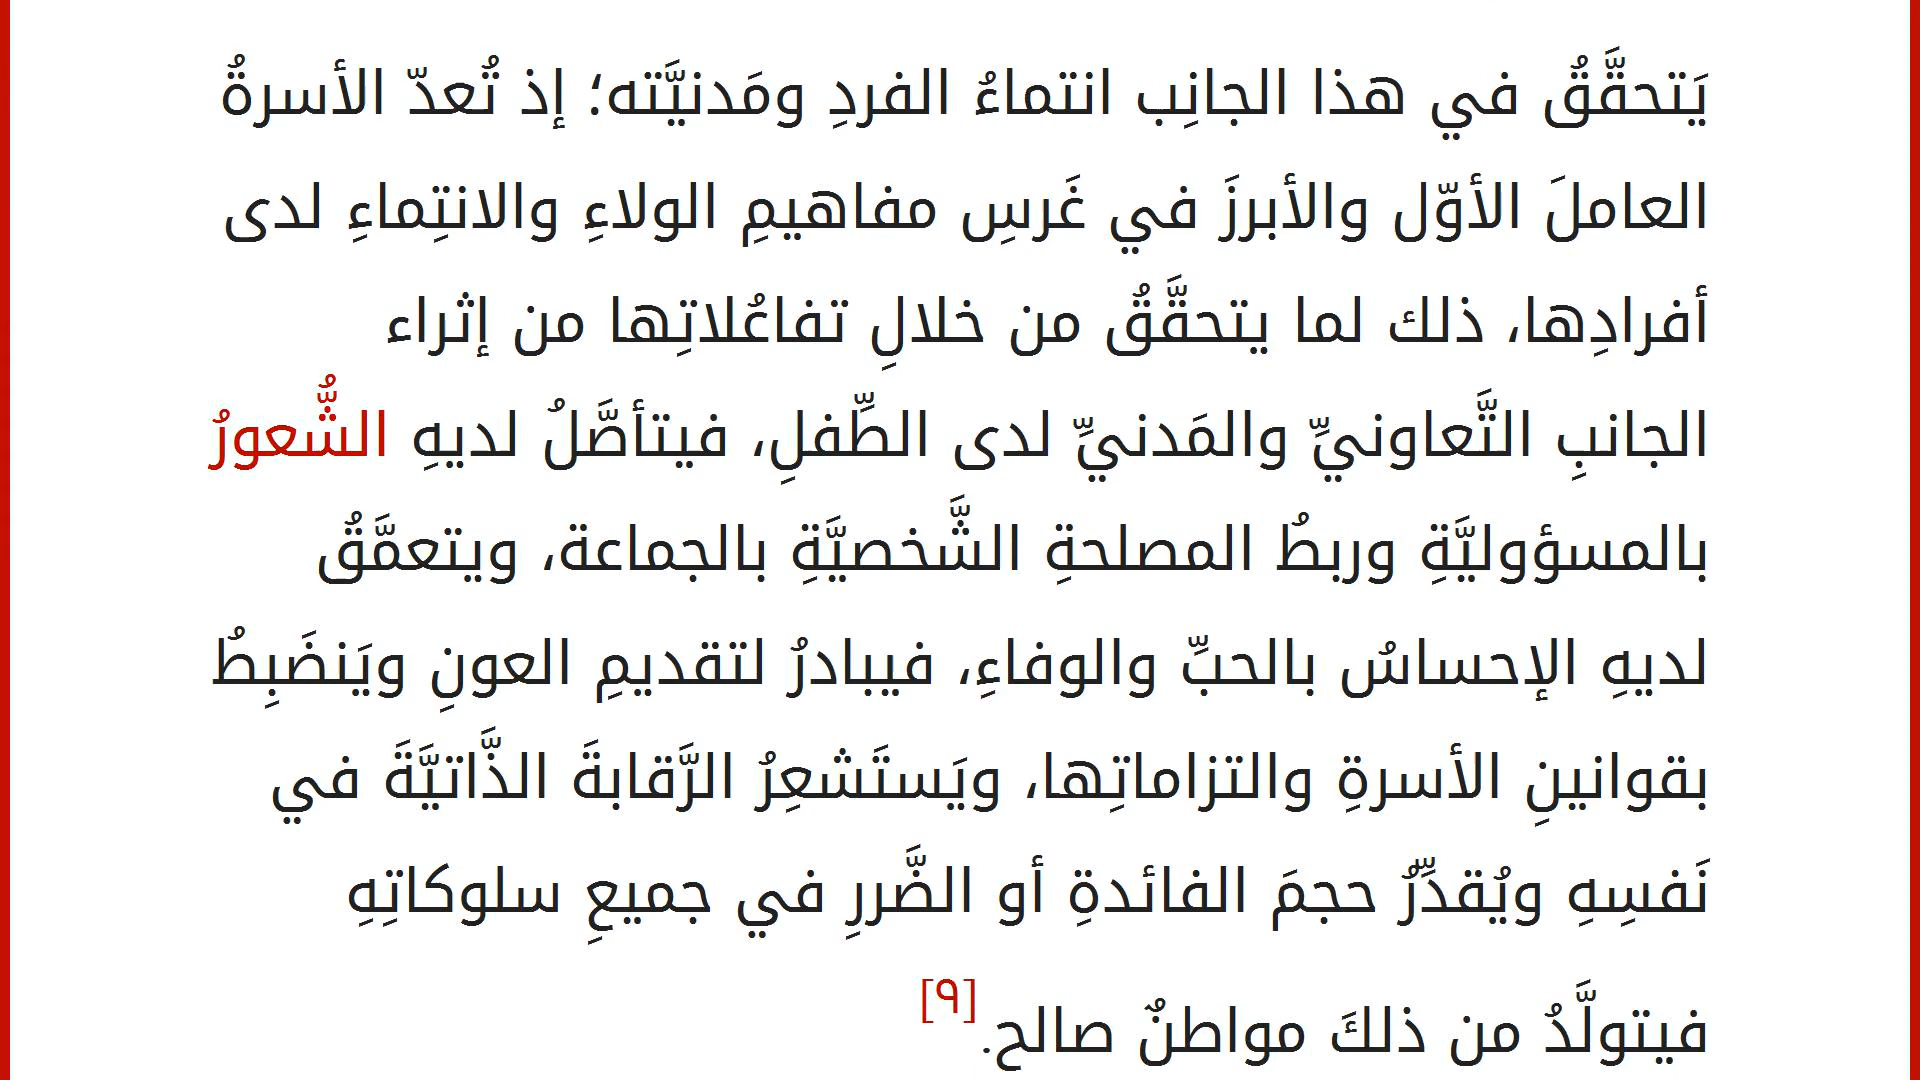 يَتحقَّقُ في هذا الجانِب انتماءُ الفردِ ومَدنيَّته؛ إذ تُعدّ الأسرةُ
العاملَ الأوّل والأبرزَ في غَرسِ مفاهيمِ الولاءِ والانتِماءِ لدى
أفرادِها، ذلك لما يتحقَّقُ من خلالِ تفاعُلاتِها من إثراء
الجانبِ التَّعاونيِّ والمَدنيِّ لدى الطِّفلِ، فيتأصَّلُ لديهِ الشُّعورُ
بالمسؤوليَّةِ وربطُ المصلحةِ الشَّخصيَّةِ بالجماعة، ويتعمَّقُ
لديهِ الإحساسُ بالحبِّ والوفاءِ، فيبادرُ لتقديمِ العونِ ويَنضَبِطُ
بقوانينِ الأسرةِ والتزاماتِها، ويَستَشعِرُ الرَّقابةَ الذَّاتيَّةَ في
نَفسِهِ ويُقدِّرُ حجمَ الفائدةِ أو الضَّررِ في جميعِ سلوكاتِهِ
فيتولَّدُ من ذلكَ مواطنٌ صالح.[٩]